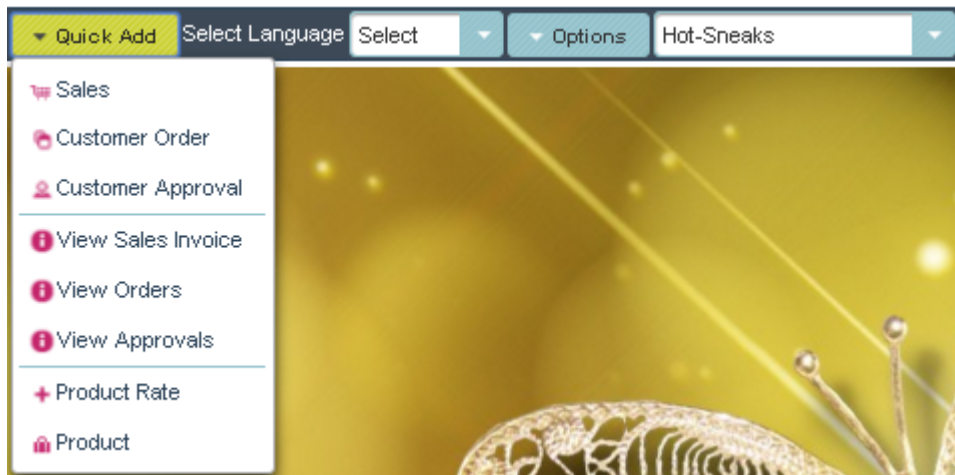 Quick Add Select Language Select Options Hot-Sneaks
Sales
Customer Order
Customer Approval
View Sales Invoice
View Orders
View Approvals
Product Rate
Product